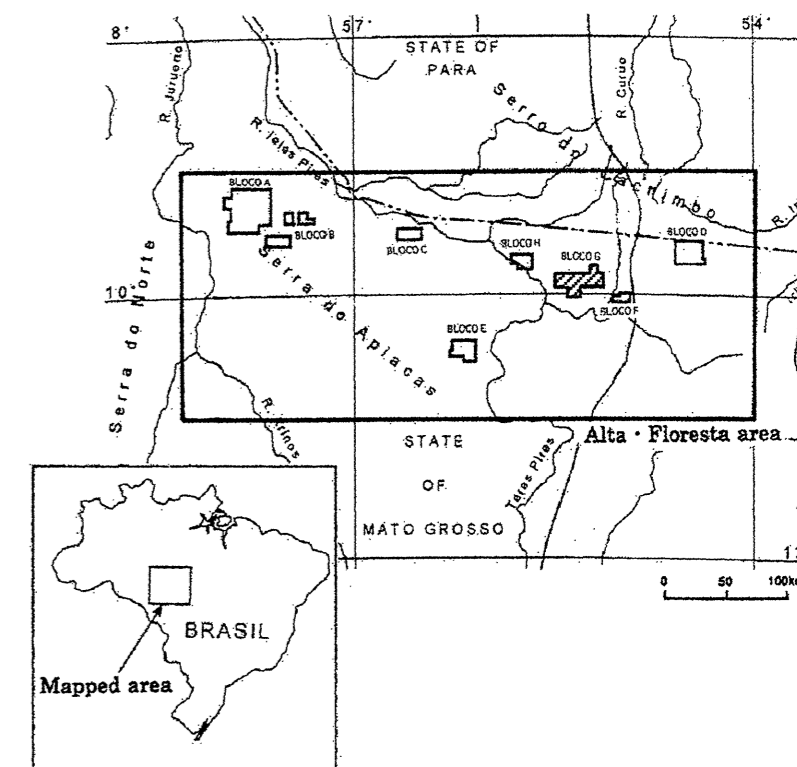 8°
57°
54°
STATE OF
PARA
R. Juruena
R. Teles Pires
Serra do
Cachimbo
R. Curúo
BLOCO A
BLOCO B
BLOCO C
BLOCO D
BLOCO H
BLOCO G
BLOCO F
BLOCO E
10°
Serra do Norte
Serra do Apiacas
R. Arinos
STATE
OF
MATO GROSSO
Teres Pires
Alta · Floresta area
0 50 100km
BRASIL
Mapped area